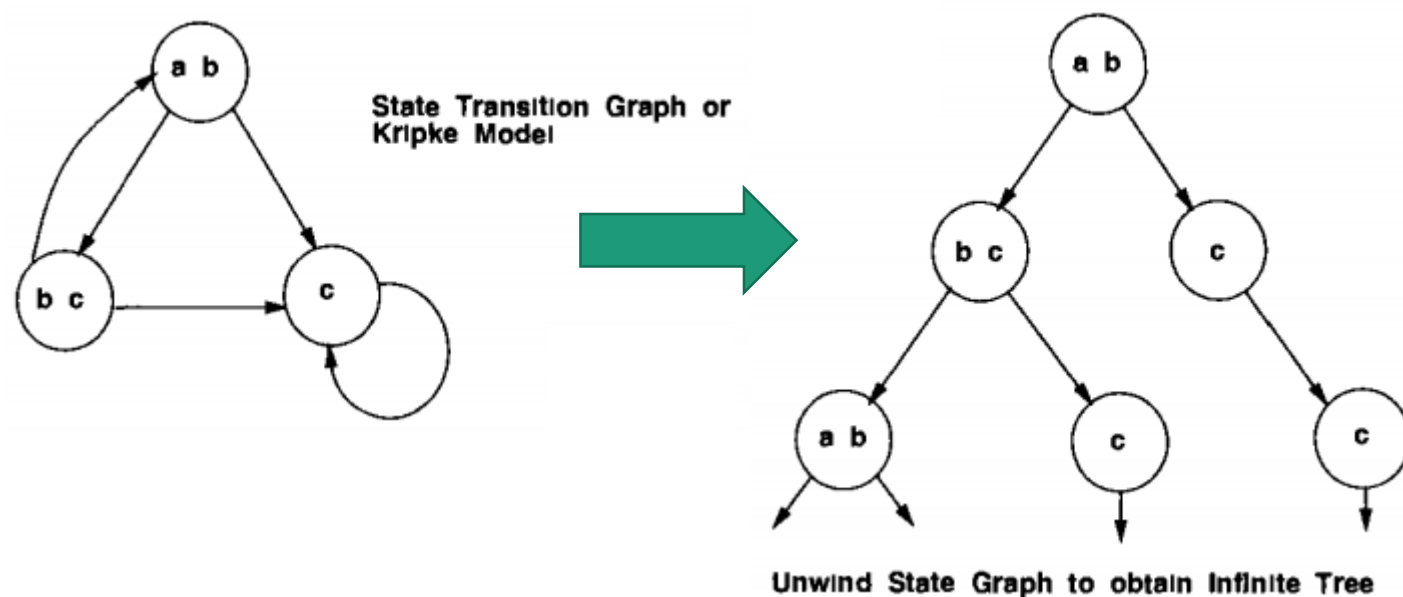 a b
State Transition Graph or
Kripke Model
b c
c
a b
b c
c
a b
c
c
Unwind State Graph to obtain Infinite Tree